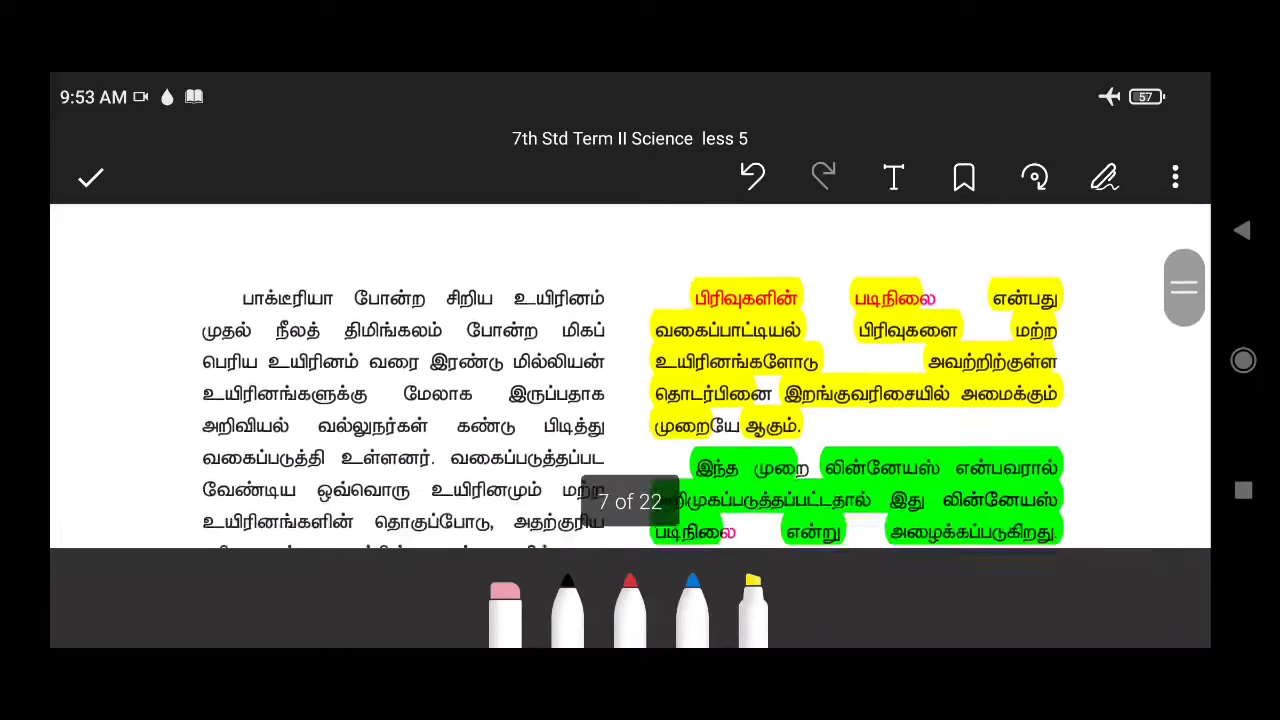 9:53 AM
57
7th Std Term II Science less 5
பாக்டீரியா போன்ற சிறிய உயிரினம்
முதல் நீலத் திமிங்கலம் போன்ற மிகப்
பெரிய உயிரினம் வரை இரண்டு மில்லியன்
உயிரினங்களுக்கு மேலாக இருப்பதாக
அறிவியல் வல்லுநர்கள் கண்டு பிடித்து
வகைப்படுத்தி உள்ளனர். வகைப்படுத்தப்பட
வேண்டிய ஒவ்வொரு உயிரினமும் மற்ற
உயிரினங்களின் தொகுப்போடு, அதற்குரிய
பிரிவுகளின் படிநிலை என்பது
வகைப்பாட்டியல் பிரிவுகளை மற்ற
உயிரினங்களோடு அவற்றிற்குள்ள
தொடர்பினை இறங்குவரிசையில் அமைக்கும்
முறையே ஆகும்.
இந்த முறை லின்னேயஸ் என்பவரால்
அறிமுகப்படுத்தப்பட்டதால் இது லின்னேயஸ்
படிநிலை என்று அழைக்கப்படுகிறது.
7 of 22